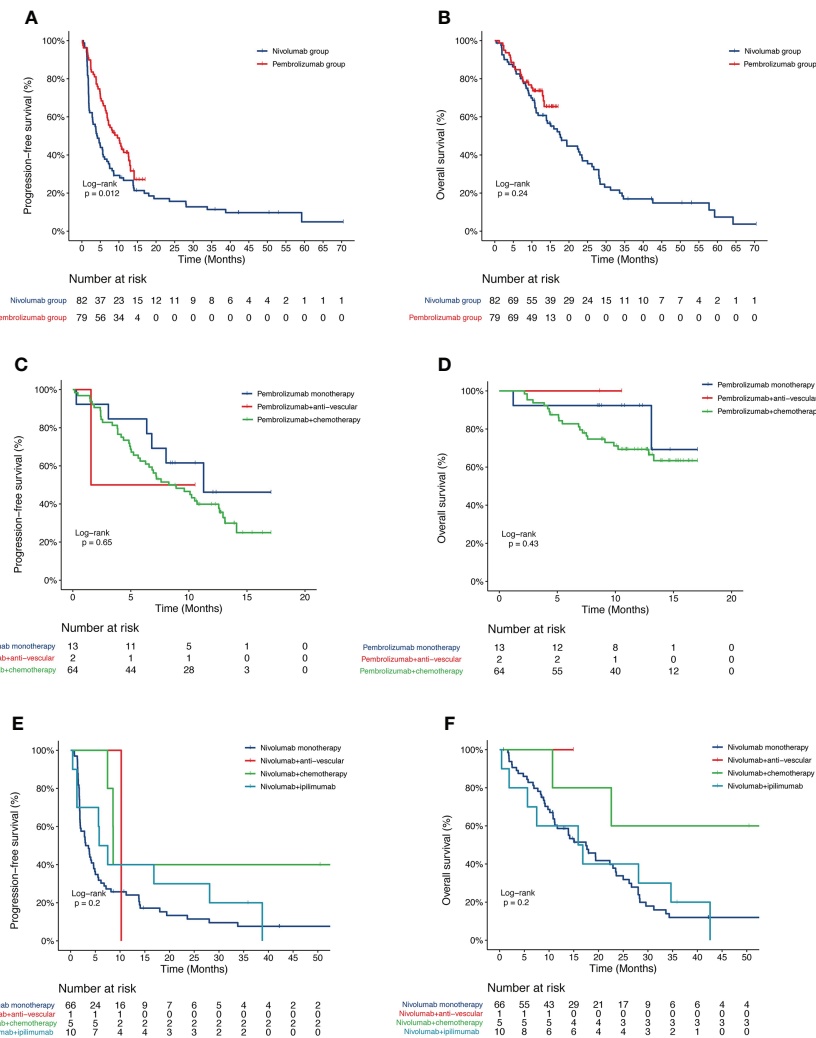 A
Progression–free survival (%)
100%
80%
60%
40%
20%
0%
Nivolumab group
Pembrolizumab group
Log–rank
p = 0.012
0 5 10 15 20 25 30 35 40 45 50 55 60 65 70
Time (Months)
Number at risk
Nivolumab group 82 37 23 15 12 11 9 8 6 4 4 2 1 1 1
embrolizumab group 79 56 34 4 0 0 0 0 0 0 0 0 0 0 0
B
Overall survival (%)
100%
80%
60%
40%
20%
0%
Nivolumab group
Pembrolizumab group
Log–rank
p = 0.24
0 5 10 15 20 25 30 35 40 45 50 55 60 65 70
Time (Months)
Number at risk
Nivolumab group 82 69 55 39 29 24 15 11 10 7 7 4 2 1 1
Pembrolizumab group 79 69 49 13 0 0 0 0 0 0 0 0 0 0 0
C
Progression–free survival (%)
100%
80%
60%
40%
20%
0%
Pembrolizumab monotherapy
Pembrolizumab+anti–vescular
Pembrolizumab+chemotherapy
Log–rank
p = 0.65
0 5 10 15 20
Time (Months)
Number at risk
ab monotherapy 13 11 5 1 0
ab+anti–vescular 2 1 1 0 0
b+chemotherapy 64 44 28 3 0
D
Overall survival (%)
100%
80%
60%
40%
20%
0%
Pembrolizumab monotherapy
Pembrolizumab+anti–vescular
Pembrolizumab+chemotherapy
Log–rank
p = 0.43
0 5 10 15 20
Time (Months)
Number at risk
Pembrolizumab monotherapy 13 12 8 1 0
Pembrolizumab+anti–vescular 2 2 1 0 0
Pembrolizumab+chemotherapy 64 55 40 12 0
E
Progression–free survival (%)
100%
80%
60%
40%
20%
0%
Nivolumab monotherapy
Nivolumab+anti–vescular
Nivolumab+chemotherapy
Nivolumab+ipilimumab
Log–rank
p = 0.2
0 5 10 15 20 25 30 35 40 45 50
Time (Months)
Number at risk
ab monotherapy 66 24 16 9 7 6 5 4 4 2 2
ab+anti–vescular 1 1 1 0 0 0 0 0 0 0 0
b+chemotherapy 5 5 2 2 2 2 2 2 2 2 2
mab+ipilimumab 10 7 4 4 3 3 2 2 0 0 0
F
Overall survival (%)
100%
80%
60%
40%
20%
0%
Nivolumab monotherapy
Nivolumab+anti–vescular
Nivolumab+chemotherapy
Nivolumab+ipilimumab
Log–rank
p = 0.2
0 5 10 15 20 25 30 35 40 45 50
Time (Months)
Number at risk
Nivolumab monotherapy 66 55 43 29 21 17 9 6 6 4 4
Nivolumab+anti–vescular 1 1 1 0 0 0 0 0 0 0 0
Nivolumab+chemotherapy 5 5 5 4 4 3 3 3 3 3 3
Nivolumab+ipilimumab 10 8 6 6 4 4 3 2 1 0 0